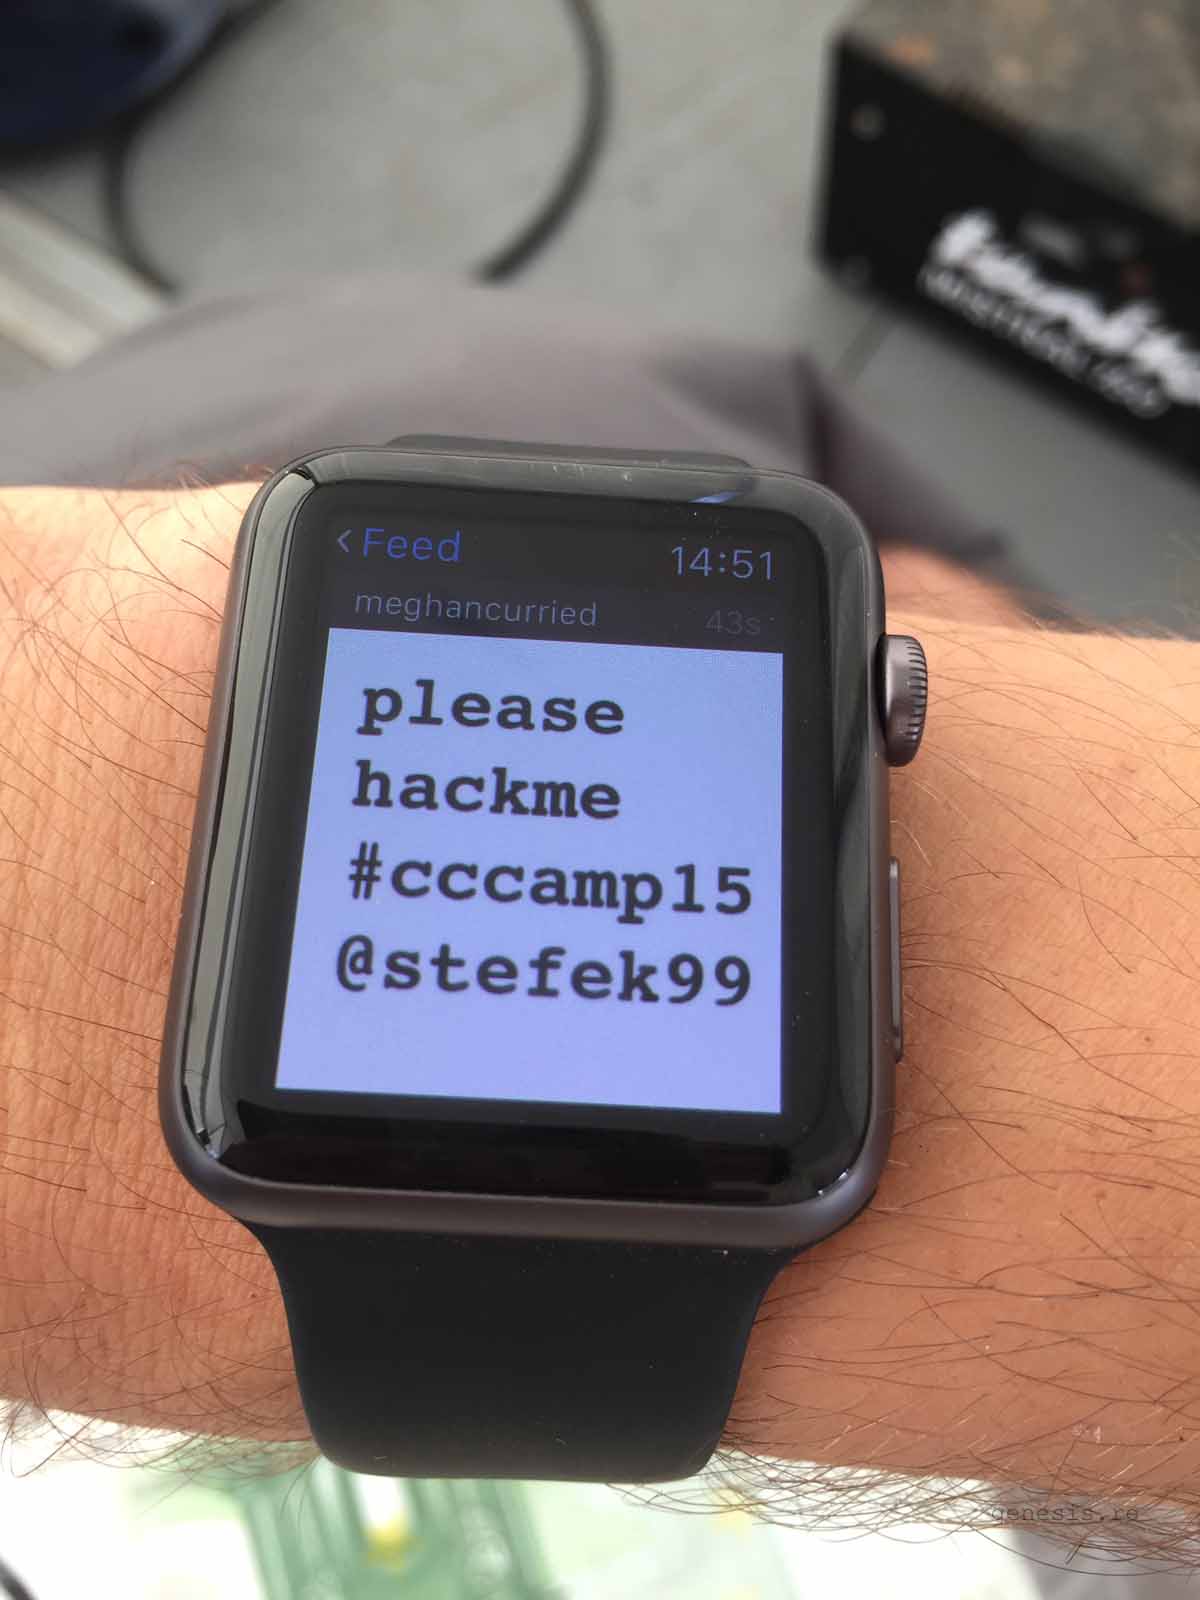 < Feed
14:51
meghancurried
43s
please
hackme
#cccamp15
@stefek99
genesis.re